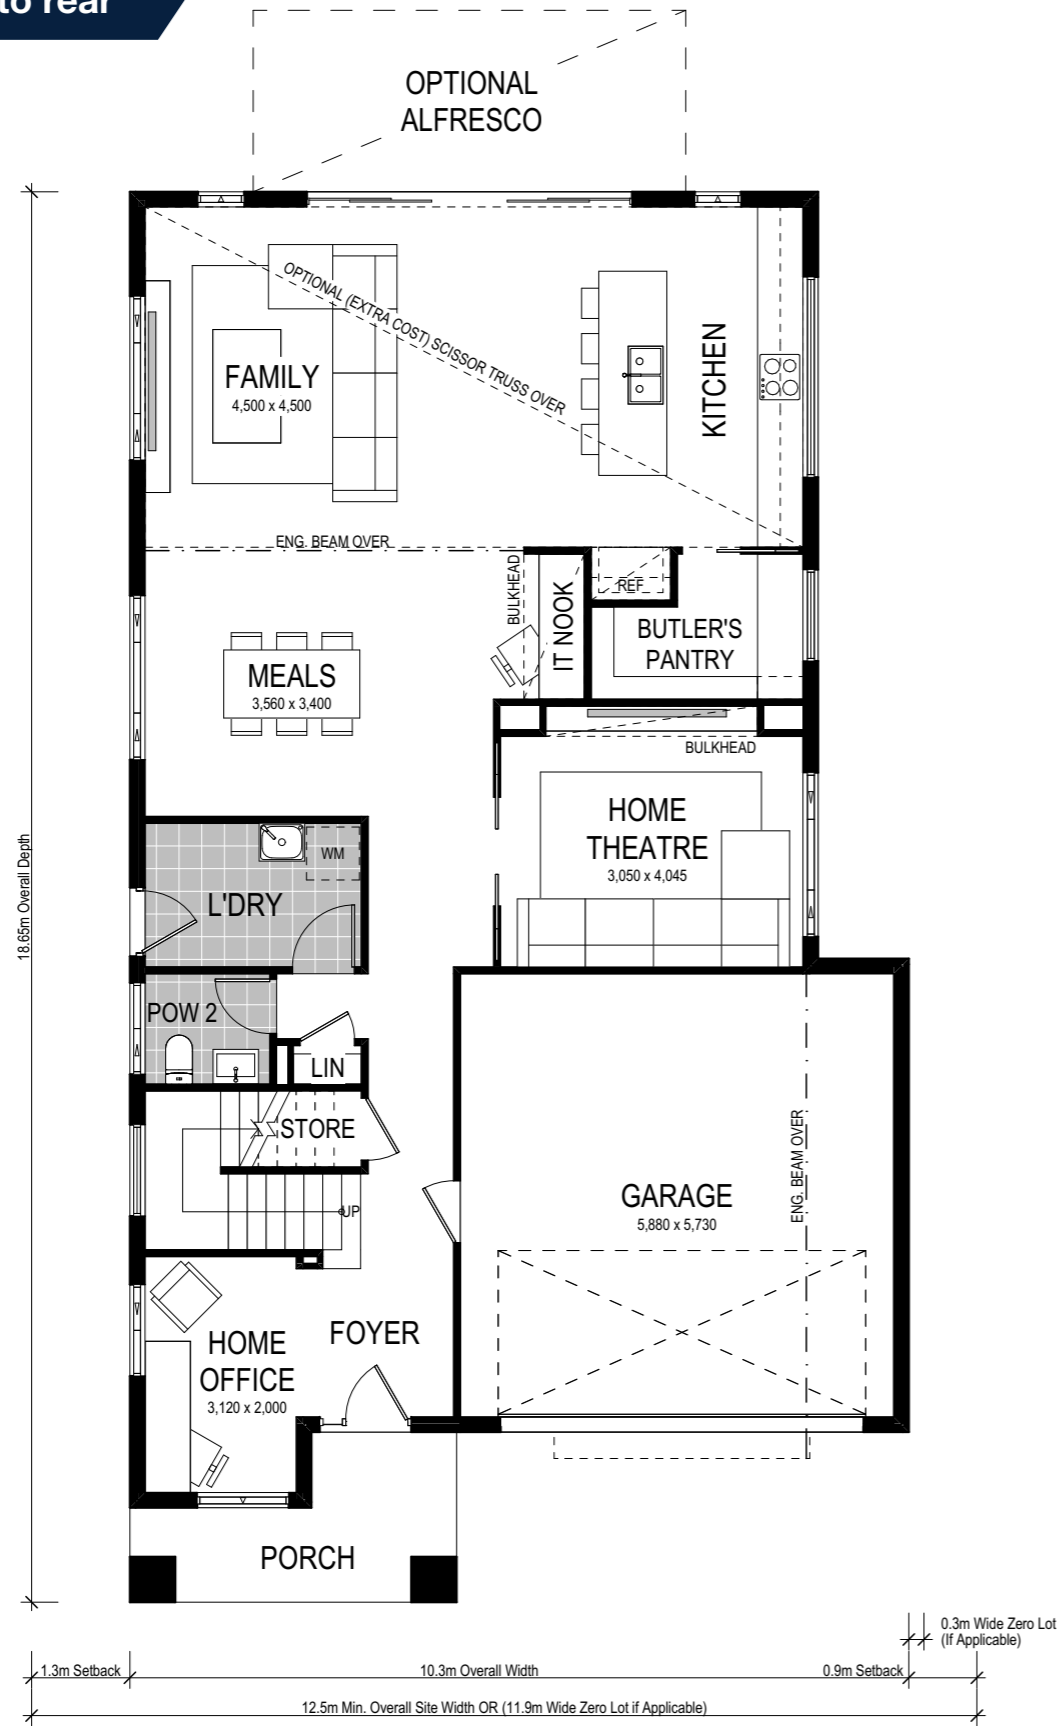 to rear
OPTIONAL
ALFRESCO
OPTIONAL (EXTRA COST) SCISSOR TRUSS OVER
FAMILY
4,500 x 4,500
KITCHEN
ENG. BEAM OVER
BULKHEAD
IT NOOK
REF
BUTLER'S
PANTRY
MEALS
3,560 x 3,400
BULKHEAD
HOME
THEATRE
3,050 x 4,045
WM
L'DRY
18.65m Overall Depth
POW 2
LIN
STORE
UP
GARAGE
5,880 x 5,730
ENG. BEAM OVER
HOME
OFFICE
3,120 x 2,000
FOYER
PORCH
0.3m Wide Zero Lot
(If Applicable)
1.3m Setback
10.3m Overall Width
0.9m Setback
12.5m Min. Overall Site Width OR (11.9m Wide Zero Lot if Applicable)